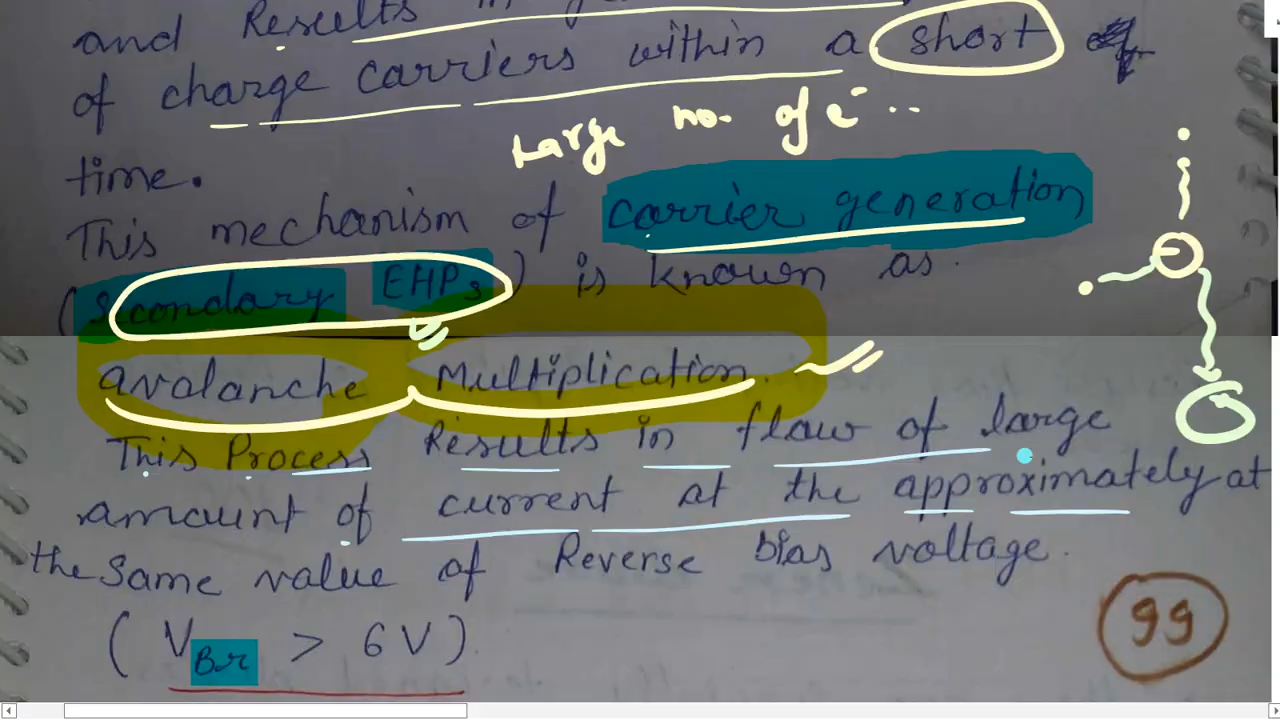 and Results in
of charge carriers within a short
Large no. of e⁻ ..
time.
This mechanism of carrier generation
(Secondary EHPs) is known as
Avalanche Multiplication.
This Process Results in flow of large
amount of current at the approximately at
the same value of Reverse bias voltage.
(VBr > 6V)
99